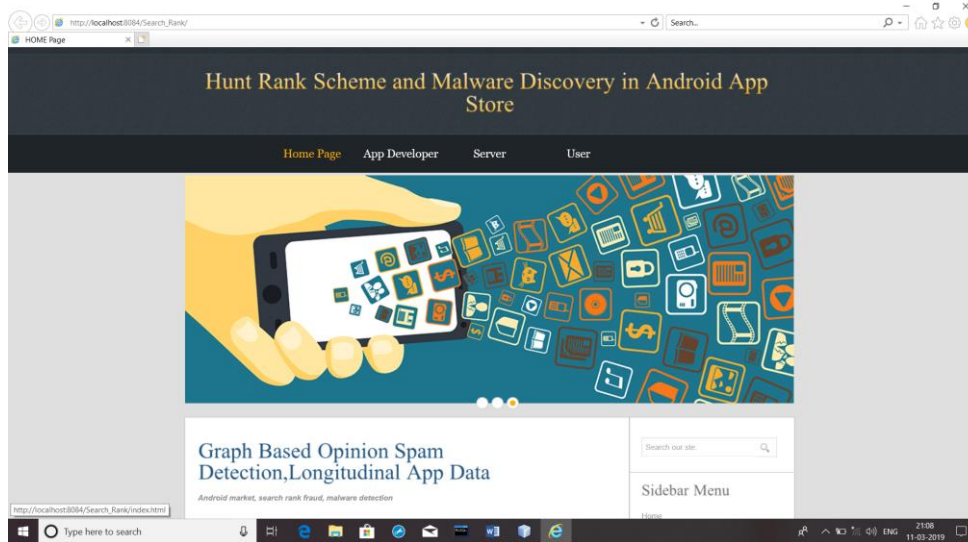 http://localhost:8084/Search_Rank/
Search...
HOME Page
Hunt Rank Scheme and Malware Discovery in Android App
Store
Home Page App Developer Server User
Graph Based Opinion Spam
Detection,Longitudinal App Data
Android market, search rank fraud, malware detection
Search our site:
Sidebar Menu
Home
http://localhost:8084/Search_Rank/index.html
Type here to search
ENG
21:08
11-03-2019